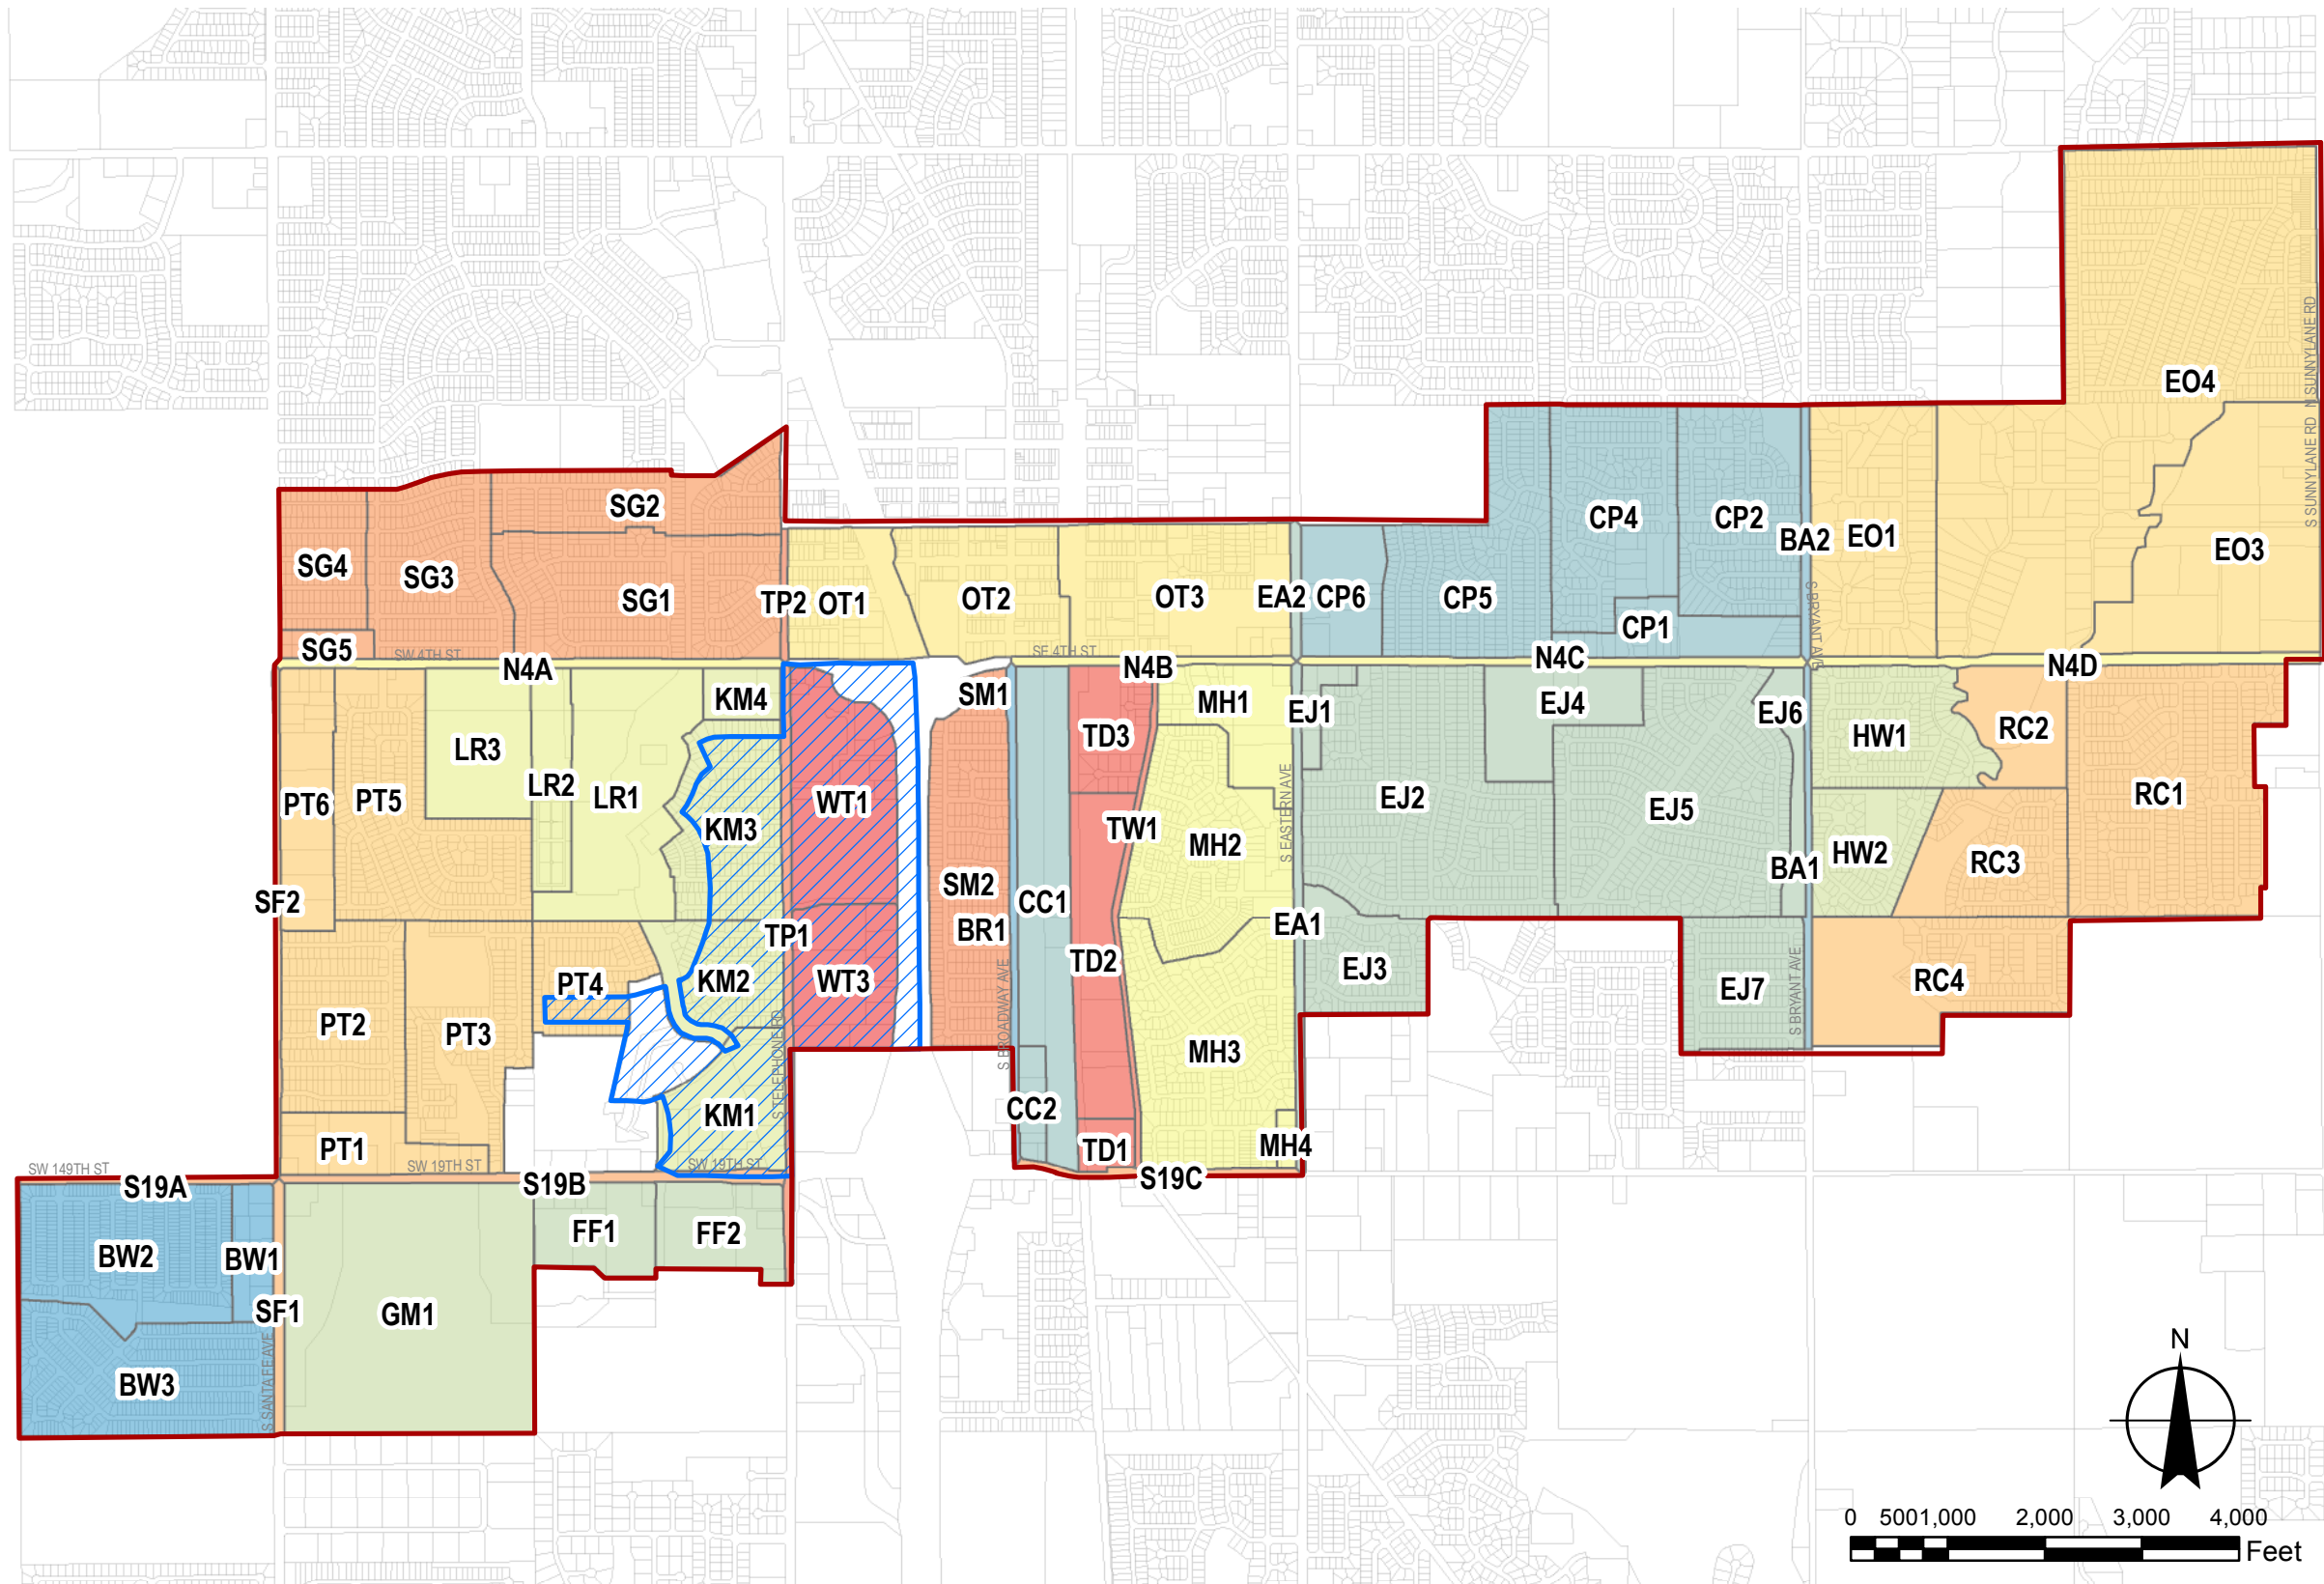 EO4
N SUNNYLANE RD
S SUNNYLANE RD
SG2
CP4
CP2
BA2
EO1
EO3
SG4
SG3
SG1
TP2
OT1
OT2
OT3
EA2
CP6
CP5
CP1
S BRYANT AVE
SG5
SW 4TH ST
N4A
SE 4TH ST
N4B
N4C
N4D
KM4
SM1
MH1
EJ1
EJ4
EJ6
HW1
RC2
LR3
TD3
LR2
LR1
PT6
PT5
WT1
KM3
TW1
S EASTERN AVE
MH2
EJ2
EJ5
RC1
HW2
RC3
BA1
SF2
SM2
CC1
BR1
EA1
TP1
TD2
EJ3
PT4
KM2
WT3
EJ7
RC4
PT2
PT3
S BROADWAY AVE
S BRYANT AVE
MH3
S TELEPHONE RD
KM1
CC2
PT1
TD1
MH4
SW 149TH ST
SW 19TH ST
SW 19TH ST
S19A
S19B
S19C
BW2
BW1
FF1
FF2
SF1
GM1
S SANTA FE AVE
BW3
N
0 500 1,000 2,000 3,000 4,000
Feet